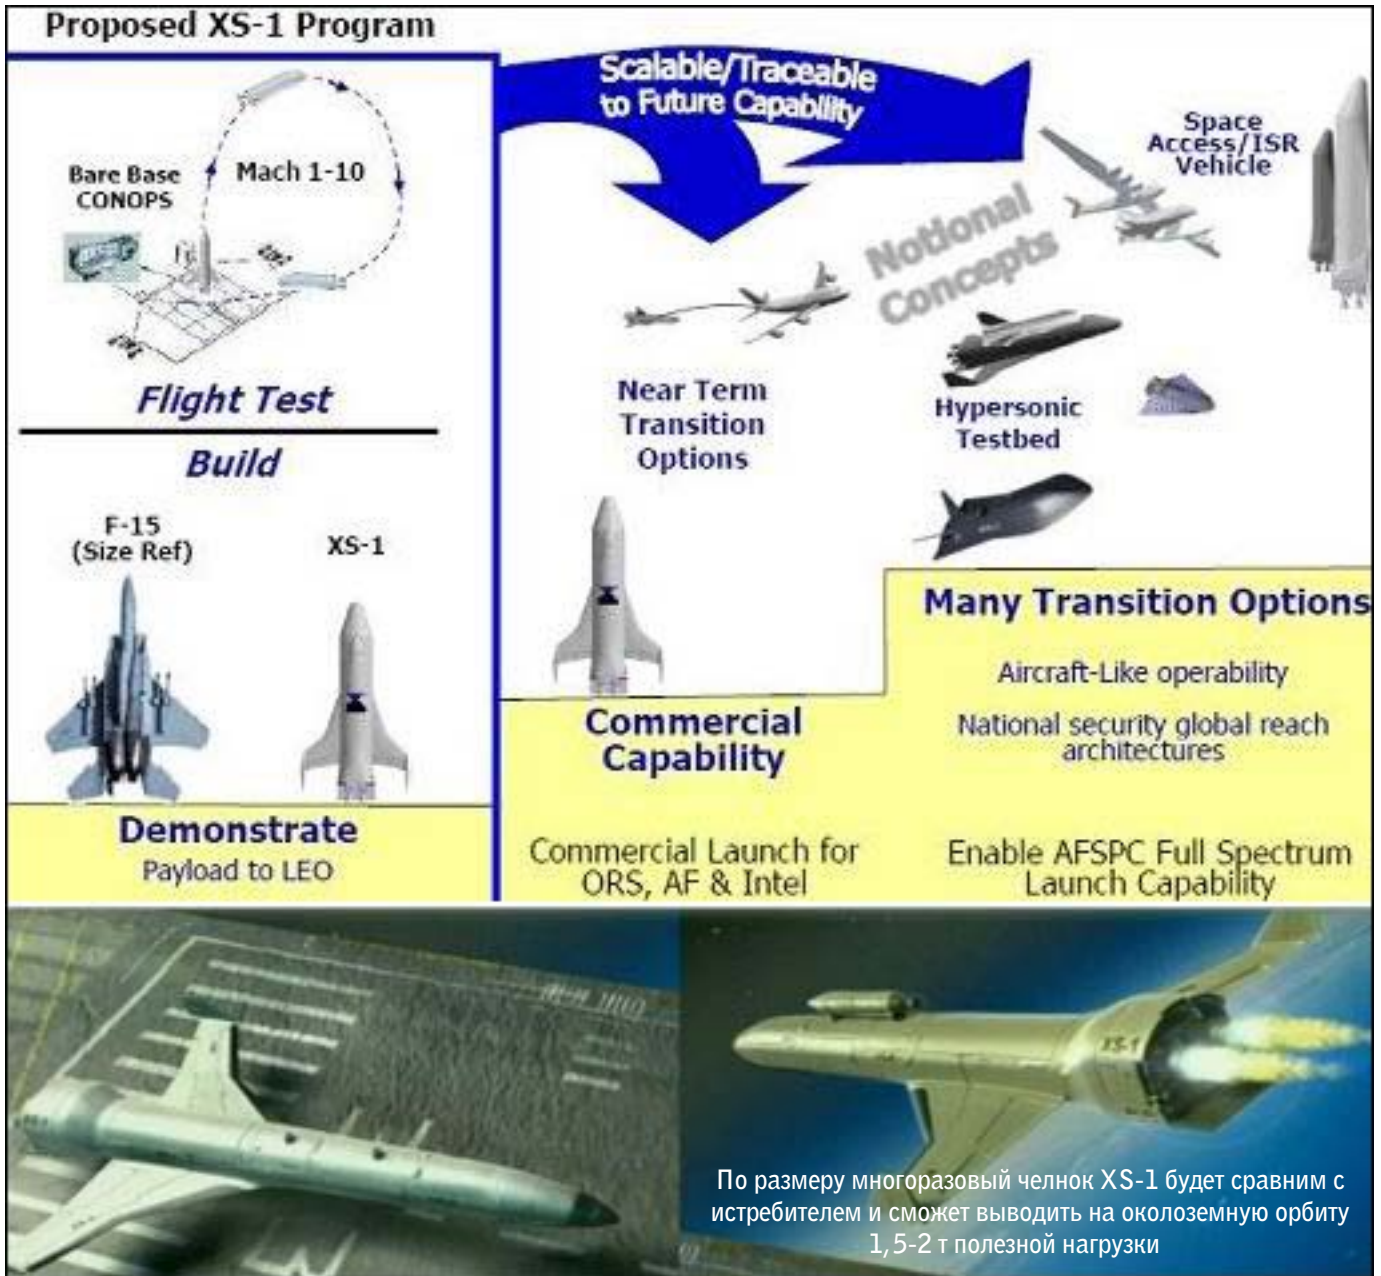 Proposed XS-1 Program
Scalable/Traceable
to Future Capability
Mach 1-10
Bare Base
CONOPS
Flight Test
Build
F-15
(Size Ref)
XS-1
Demonstrate
Payload to LEO
Space
Access/ISR
Vehicle
Notional
Concepts
Near Term
Transition
Options
Hypersonic
Testbed
Commercial
Capability
Commercial Launch for
ORS, AF & Intel
Many Transition Options
Aircraft-Like operability
National security global reach
architectures
Enable AFSPC Full Spectrum
Launch Capability
XS-1
По размеру многоразовый челнок XS-1 будет сравним с
истребителем и сможет выводить на околоземную орбиту
1,5-2 т полезной нагрузки